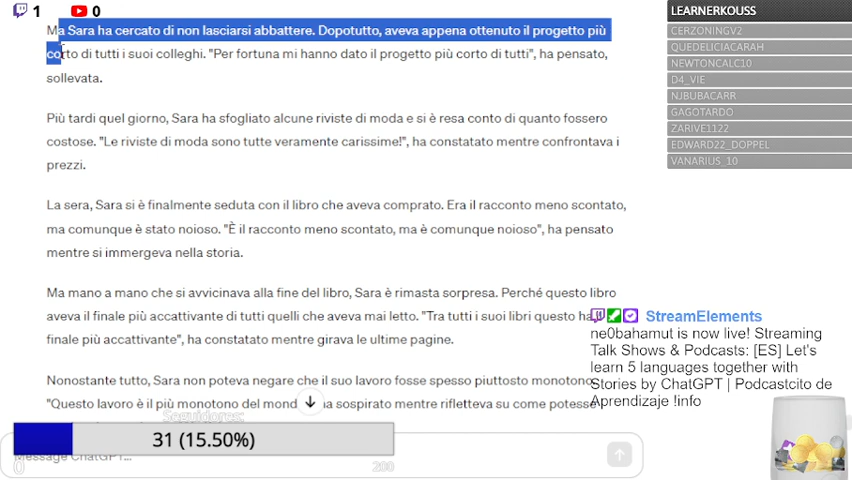 1
0
Ma Sara ha cercato di non lasciarsi abbattere. Dopotutto, aveva appena ottenuto il progetto più
corto di tutti i suoi colleghi. "Per fortuna mi hanno dato il progetto più corto di tutti", ha pensato,
sollevata.
Più tardi quel giorno, Sara ha sfogliato alcune riviste di moda e si è resa conto di quanto fossero
costose. "Le riviste di moda sono tutte veramente carissime!", ha constatato mentre confrontava i
prezzi.
La sera, Sara si è finalmente seduta con il libro che aveva comprato. Era il racconto meno scontato,
ma comunque è stato noioso. "È il racconto meno scontato, ma è comunque noioso", ha pensato
mentre si immergeva nella storia.
Ma mano a mano che si avvicinava alla fine del libro, Sara è rimasta sorpresa. Perché questo libro
aveva il finale più accattivante di tutti quelli che aveva mai letto. "Tra tutti i suoi libri questo ha
finale più accattivante", ha constatato mentre girava le ultime pagine.
Nonostante tutto, Sara non poteva negare che il suo lavoro fosse spesso piuttosto monotono.
"Questo lavoro è il più monotono del mond ha sospirato mentre rifletteva su come potesse
Seguidores:
31 (15.50%)
Message ChatGPT...
0
200
LEARNERKOUSS
CERZONINGV2
QUEDELICIACARAH
NEWTONCALC10
D4_VIE
NJBUBACARR
GAGOTARDO
ZARIVE1122
EDWARD22_DOPPEL
VANARIUS_10
StreamElements
ne0bahamut is now live! Streaming
Talk Shows & Podcasts: [ES] Let's
learn 5 languages together with
Stories by ChatGPT | Podcastcito de
Aprendizaje !info